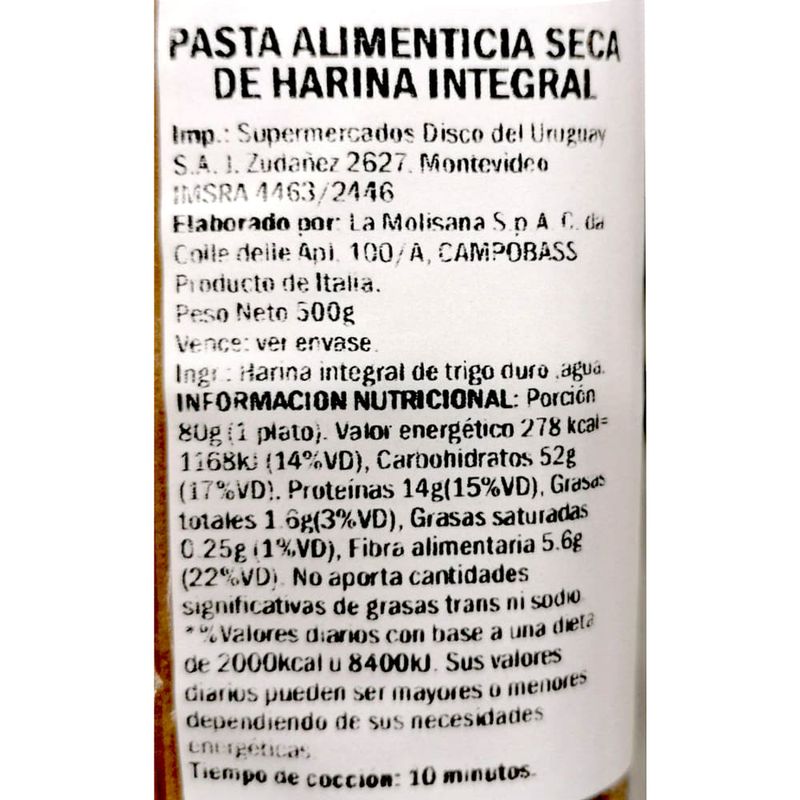 PASTA ALIMENTICIA SECA
DE HARINA INTEGRAL
Imp.: Supermercados Disco del Uruguay
S.A. J. Zudañez 2627. Montevideo
IMSRA 4463/2446
Elaborado por: La Molisana S.p.A. C. da
Colle delle Api, 100/A, CAMPOBASS
Producto de Italia.
Peso Neto 500g
Vence: ver envase.
Ingr.: Harina integral de trigo duro ,agua.
INFORMACION NUTRICIONAL: Porción
80g (1 plato). Valor energético 278 kcal=
1168kJ (14%VD), Carbohidratos 52g
(17%VD). Proteínas 14g(15%VD), Grasas
totales 1.6g(3%VD), Grasas saturadas
0.25g (1%VD), Fibra alimentaria 5.6g
(22%VD). No aporta cantidades
significativas de grasas trans ni sodio.
*%Valores diarios con base a una dieta
de 2000kcal u 8400kJ. Sus valores
diarios pueden ser mayores o menores
dependiendo de sus necesidades
energéticas.
Tiempo de coccion: 10 minutos.